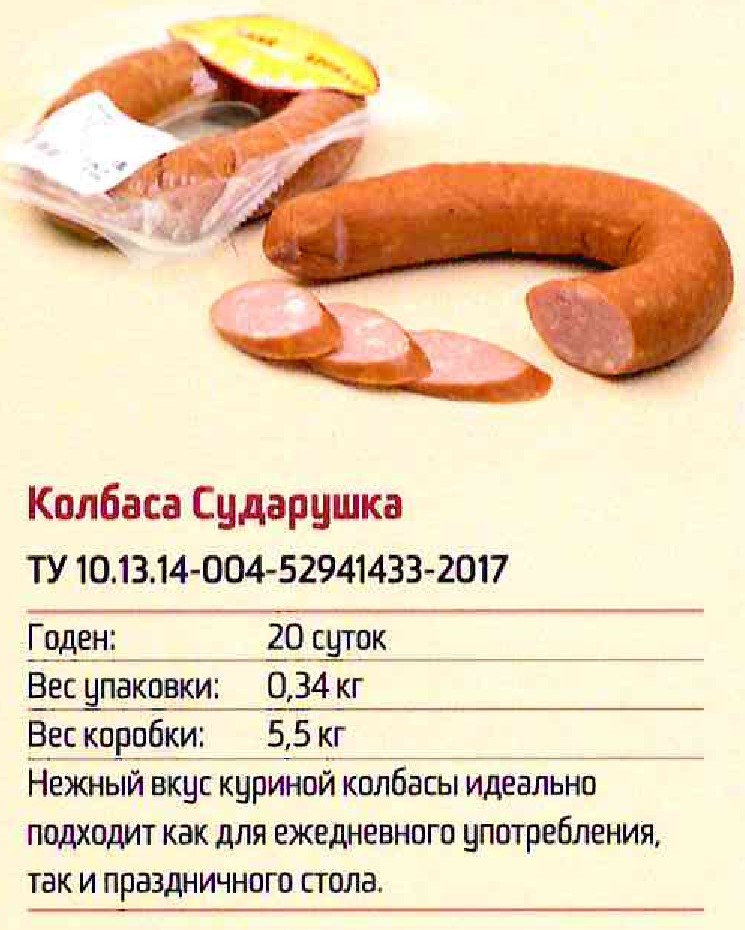 Колбаса Сударушка
ТУ 10.13.14-004-52941433-2017
Годен: 20 суток
Вес упаковки: 0,34 кг
Вес коробки: 5,5 кг
Нежный вкус куриной колбасы идеально
подходит как для ежедневного употребления,
так и праздничного стола.